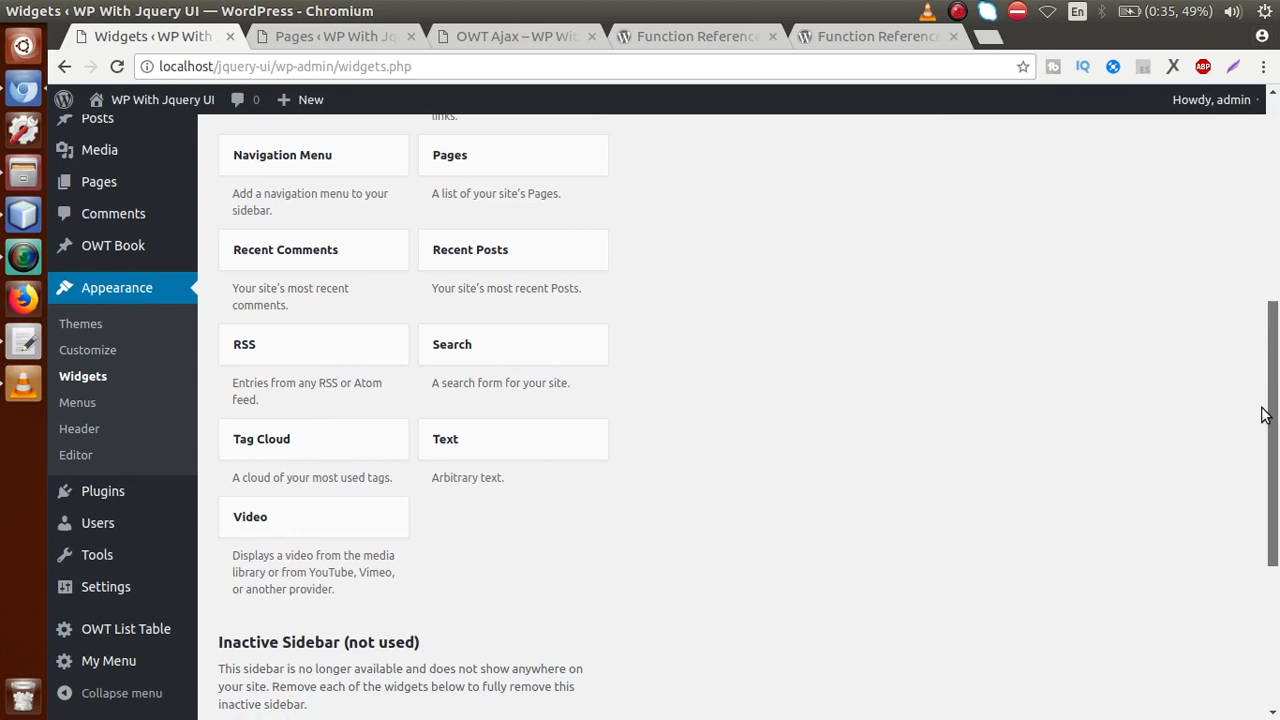 Widgets ‹ WP With Jquery UI — WordPress - Chromium
En
(0:35, 49%)
Widgets ‹ WP With
Pages ‹ WP With Jq
OWT Ajax – WP Wit
Function Reference
Function Reference
localhost/jquery-ui/wp-admin/widgets.php
WP With Jquery UI
0
New
Howdy, admin
Posts
Media
Pages
Comments
OWT Book
Appearance
Themes
Customize
Widgets
Menus
Header
Editor
Plugins
Users
Tools
Settings
OWT List Table
My Menu
Collapse menu
links.
Navigation Menu
Add a navigation menu to your
sidebar.
Pages
A list of your site’s Pages.
Recent Comments
Your site’s most recent
comments.
Recent Posts
Your site’s most recent Posts.
RSS
Entries from any RSS or Atom
feed.
Search
A search form for your site.
Tag Cloud
A cloud of your most used tags.
Text
Arbitrary text.
Video
Displays a video from the media
library or from YouTube, Vimeo,
or another provider.
Inactive Sidebar (not used)
This sidebar is no longer available and does not show anywhere on
your site. Remove each of the widgets below to fully remove this
inactive sidebar.